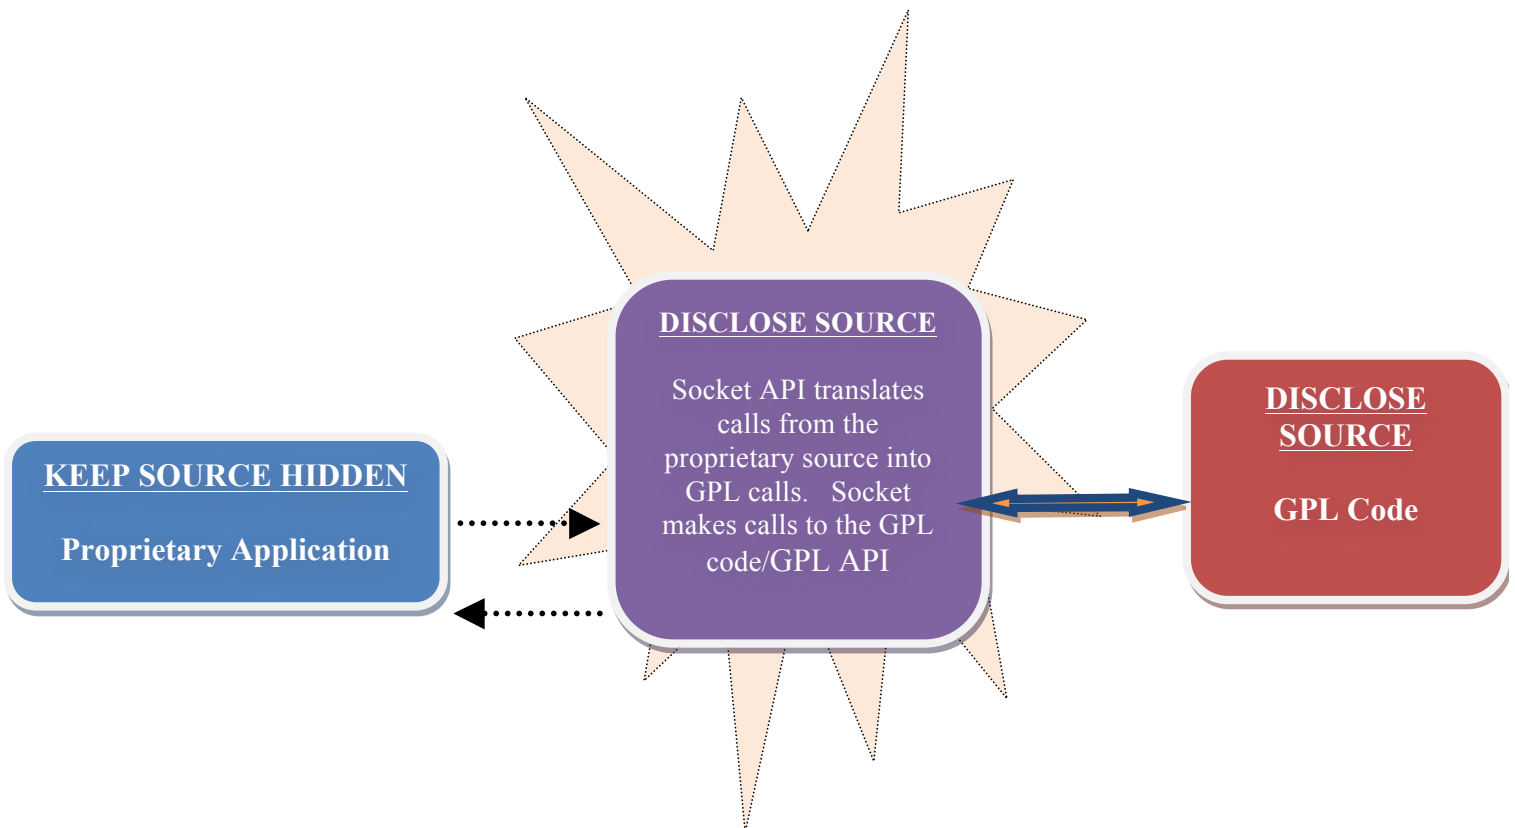 KEEP SOURCE HIDDEN
Proprietary Application
DISCLOSE SOURCE
Socket API translates
calls from the
proprietary source into
GPL calls.   Socket
makes calls to the GPL
code/GPL API
DISCLOSE
SOURCE
GPL Code